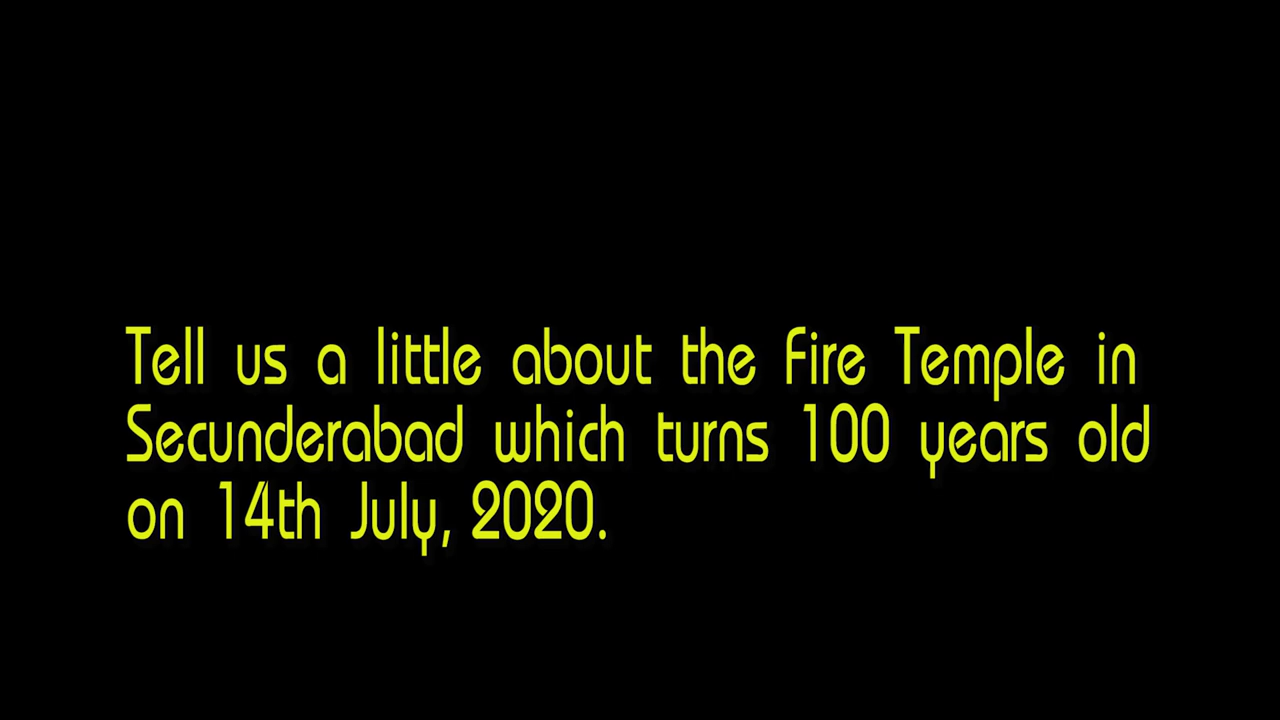 Tell us a little about the Fire Temple in
Secunderabad which turns 100 years old
on 14th July, 2020.